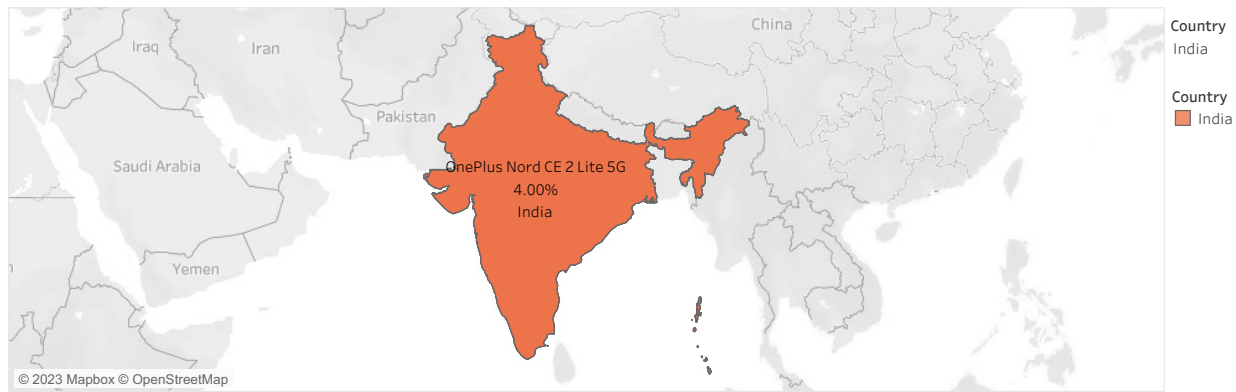 China
Iraq
Iran
Pakistan
Saudi Arabia
Yemen
OnePlus Nord CE 2 Lite 5G
4.00%
India
© 2023 Mapbox © OpenStreetMap
Country
India
Country
India